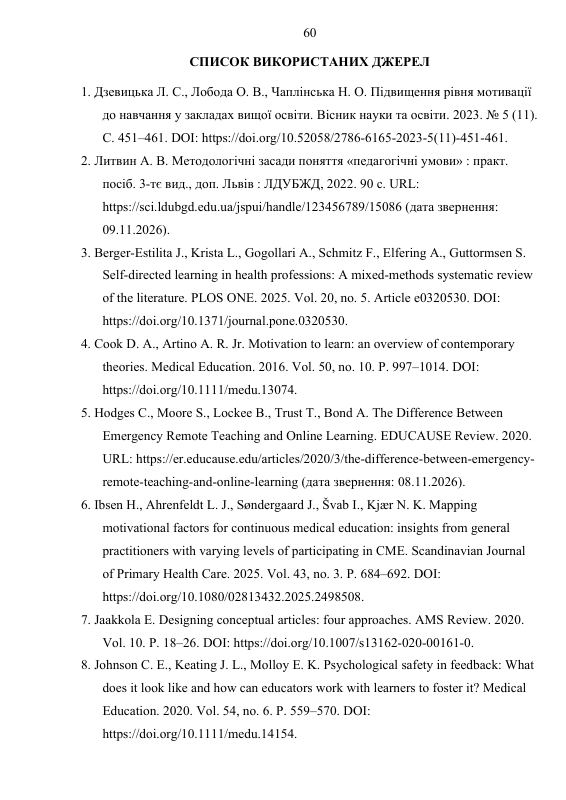 60
СПИСОК ВИКОРИСТАНИХ ДЖЕРЕЛ
1. Дзевицька Л. С., Лобода О. В., Чаплінська Н. О. Підвищення рівня мотивації
до навчання у закладах вищої освіти. Вісник науки та освіти. 2023. № 5 (11).
С. 451–461. DOI: https://doi.org/10.52058/2786-6165-2023-5(11)-451-461.
2. Литвин А. В. Методологічні засади поняття «педагогічні умови» : практ.
посіб. 3-тє вид., доп. Львів : ЛДУБЖД, 2022. 90 с. URL:
https://sci.ldubgd.edu.ua/jspui/handle/123456789/15086 (дата звернення:
09.11.2026).
3. Berger-Estilita J., Krista L., Gogollari A., Schmitz F., Elfering A., Guttormsen S.
Self-directed learning in health professions: A mixed-methods systematic review
of the literature. PLOS ONE. 2025. Vol. 20, no. 5. Article e0320530. DOI:
https://doi.org/10.1371/journal.pone.0320530.
4. Cook D. A., Artino A. R. Jr. Motivation to learn: an overview of contemporary
theories. Medical Education. 2016. Vol. 50, no. 10. P. 997–1014. DOI:
https://doi.org/10.1111/medu.13074.
5. Hodges C., Moore S., Lockee B., Trust T., Bond A. The Difference Between
Emergency Remote Teaching and Online Learning. EDUCAUSE Review. 2020.
URL: https://er.educause.edu/articles/2020/3/the-difference-between-emergency-
remote-teaching-and-online-learning (дата звернення: 08.11.2026).
6. Ibsen H., Ahrenfeldt L. J., Søndergaard J., Švab I., Kjær N. K. Mapping
motivational factors for continuous medical education: insights from general
practitioners with varying levels of participating in CME. Scandinavian Journal
of Primary Health Care. 2025. Vol. 43, no. 3. P. 684–692. DOI:
https://doi.org/10.1080/02813432.2025.2498508.
7. Jaakkola E. Designing conceptual articles: four approaches. AMS Review. 2020.
Vol. 10. P. 18–26. DOI: https://doi.org/10.1007/s13162-020-00161-0.
8. Johnson C. E., Keating J. L., Molloy E. K. Psychological safety in feedback: What
does it look like and how can educators work with learners to foster it? Medical
Education. 2020. Vol. 54, no. 6. P. 559–570. DOI:
https://doi.org/10.1111/medu.14154.